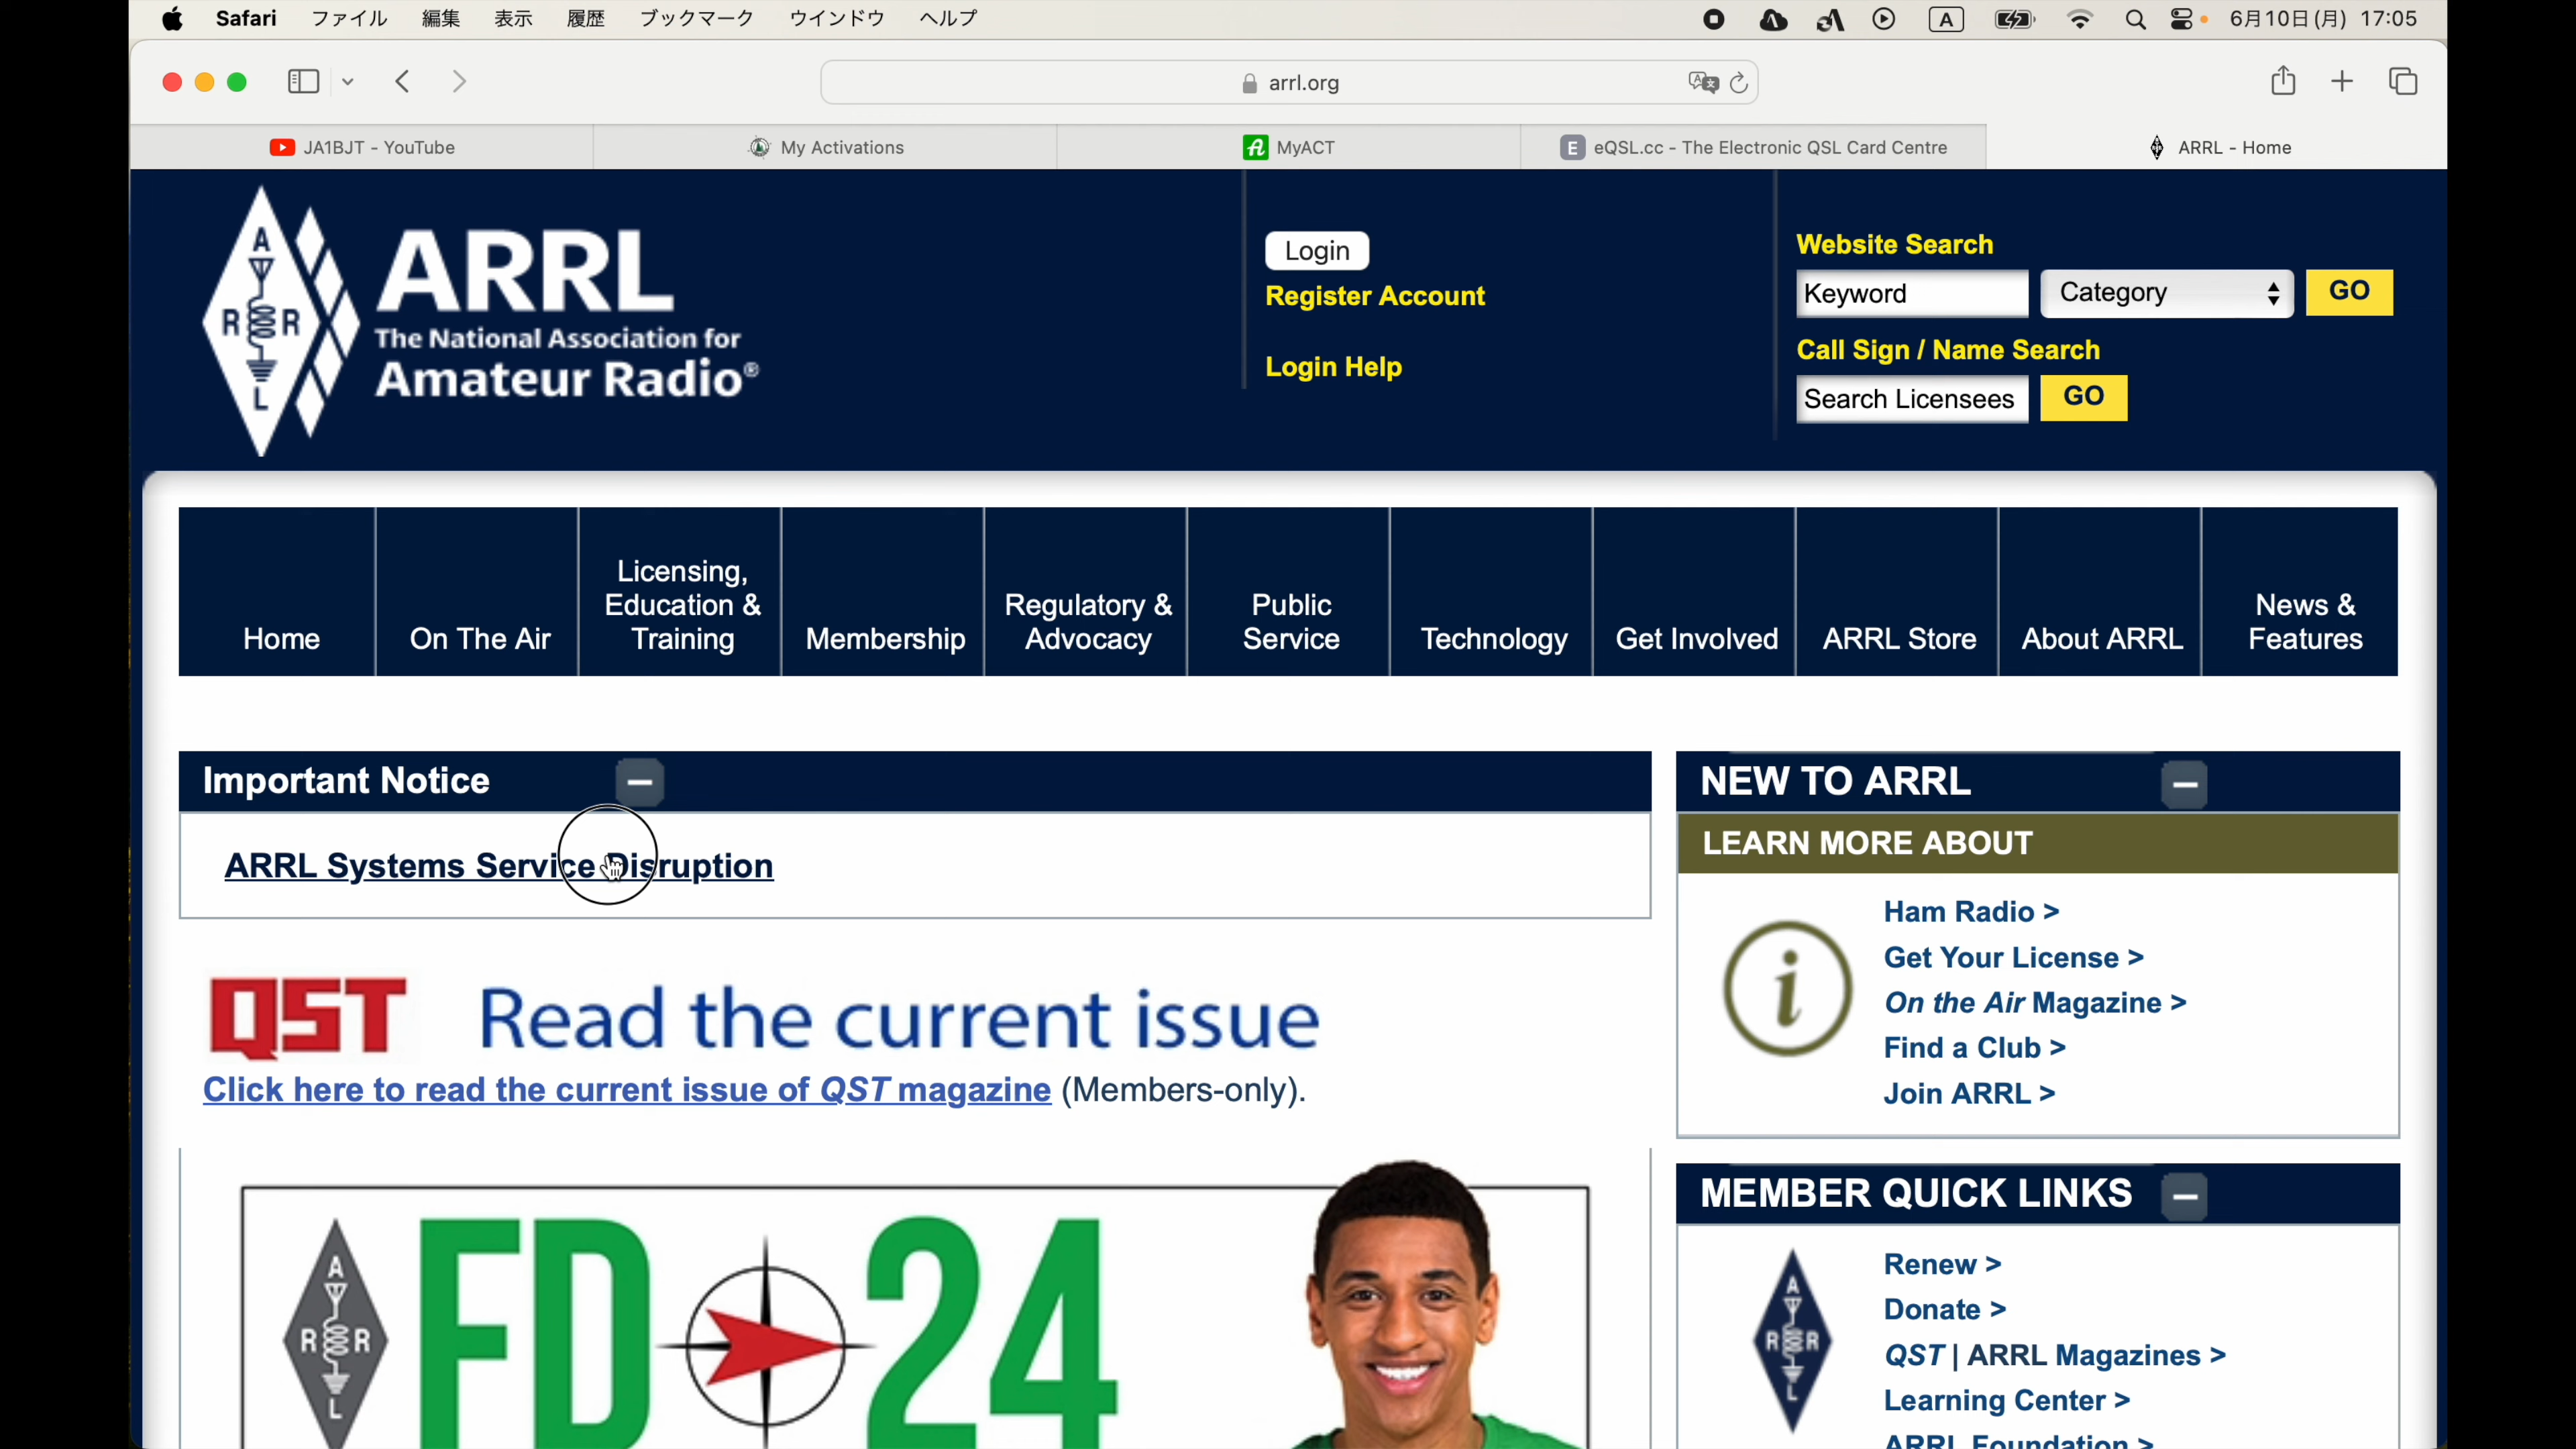 Safari ファイル 編集 表示 履歴 ブックマーク ウインドウ ヘルプ A 6月10日(月) 17:05
arrl.org
JA1BJT - YouTube My Activations MyACT E eQSL.cc - The Electronic QSL Card Centre ARRL - Home
A
R R
L
ARRL
The National Association for
Amateur Radio®
Login
Register Account
Login Help
Website Search
Keyword Category GO
Call Sign / Name Search
Search Licensees GO
Home
On The Air
Licensing,
Education &
Training
Membership
Regulatory &
Advocacy
Public
Service
Technology
Get Involved
ARRL Store
About ARRL
News &
Features
Important Notice
ARRL Systems Service Disruption
QST Read the current issue
Click here to read the current issue of QST magazine (Members-only).
A
R R
L
FD 24
NEW TO ARRL
LEARN MORE ABOUT
i
Ham Radio >
Get Your License >
On the Air Magazine >
Find a Club >
Join ARRL >
MEMBER QUICK LINKS
A
R R
L
Renew >
Donate >
QST | ARRL Magazines >
Learning Center >
ARRL Foundation >